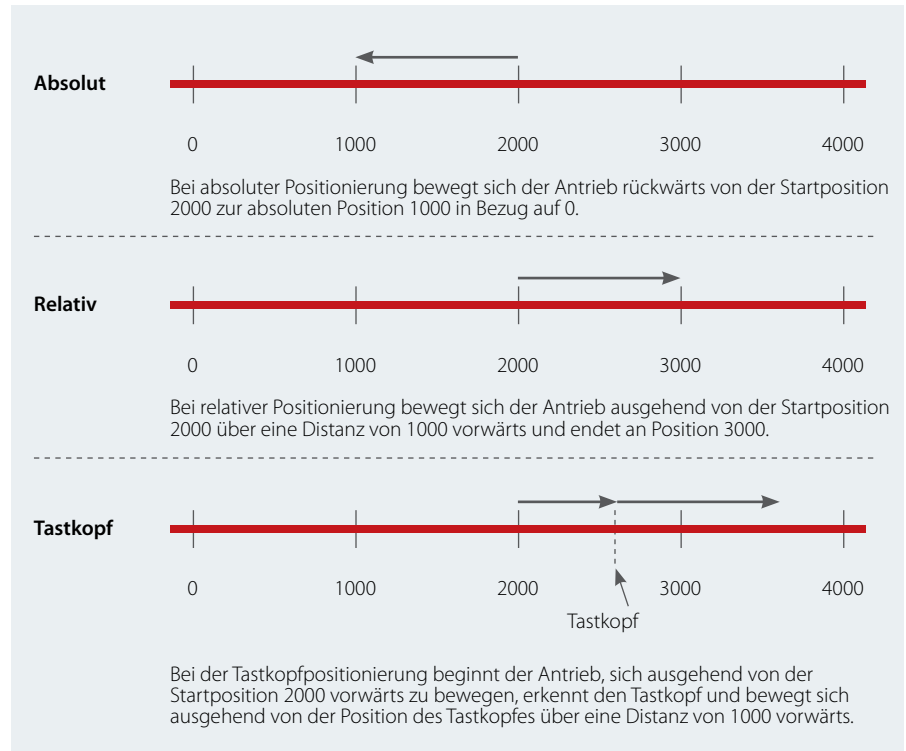 Absolut
0 1000 2000 3000 4000
Bei absoluter Positionierung bewegt sich der Antrieb rückwärts von der Startposition
2000 zur absoluten Position 1000 in Bezug auf 0.
Relativ
0 1000 2000 3000 4000
Bei relativer Positionierung bewegt sich der Antrieb ausgehend von der Startposition
2000 über eine Distanz von 1000 vorwärts und endet an Position 3000.
Tastkopf
0 1000 2000 3000 4000
Tastkopf
Bei der Tastkopfpositionierung beginnt der Antrieb, sich ausgehend von der
Startposition 2000 vorwärts zu bewegen, erkennt den Tastkopf und bewegt sich
ausgehend von der Position des Tastkopfes über eine Distanz von 1000 vorwärts.